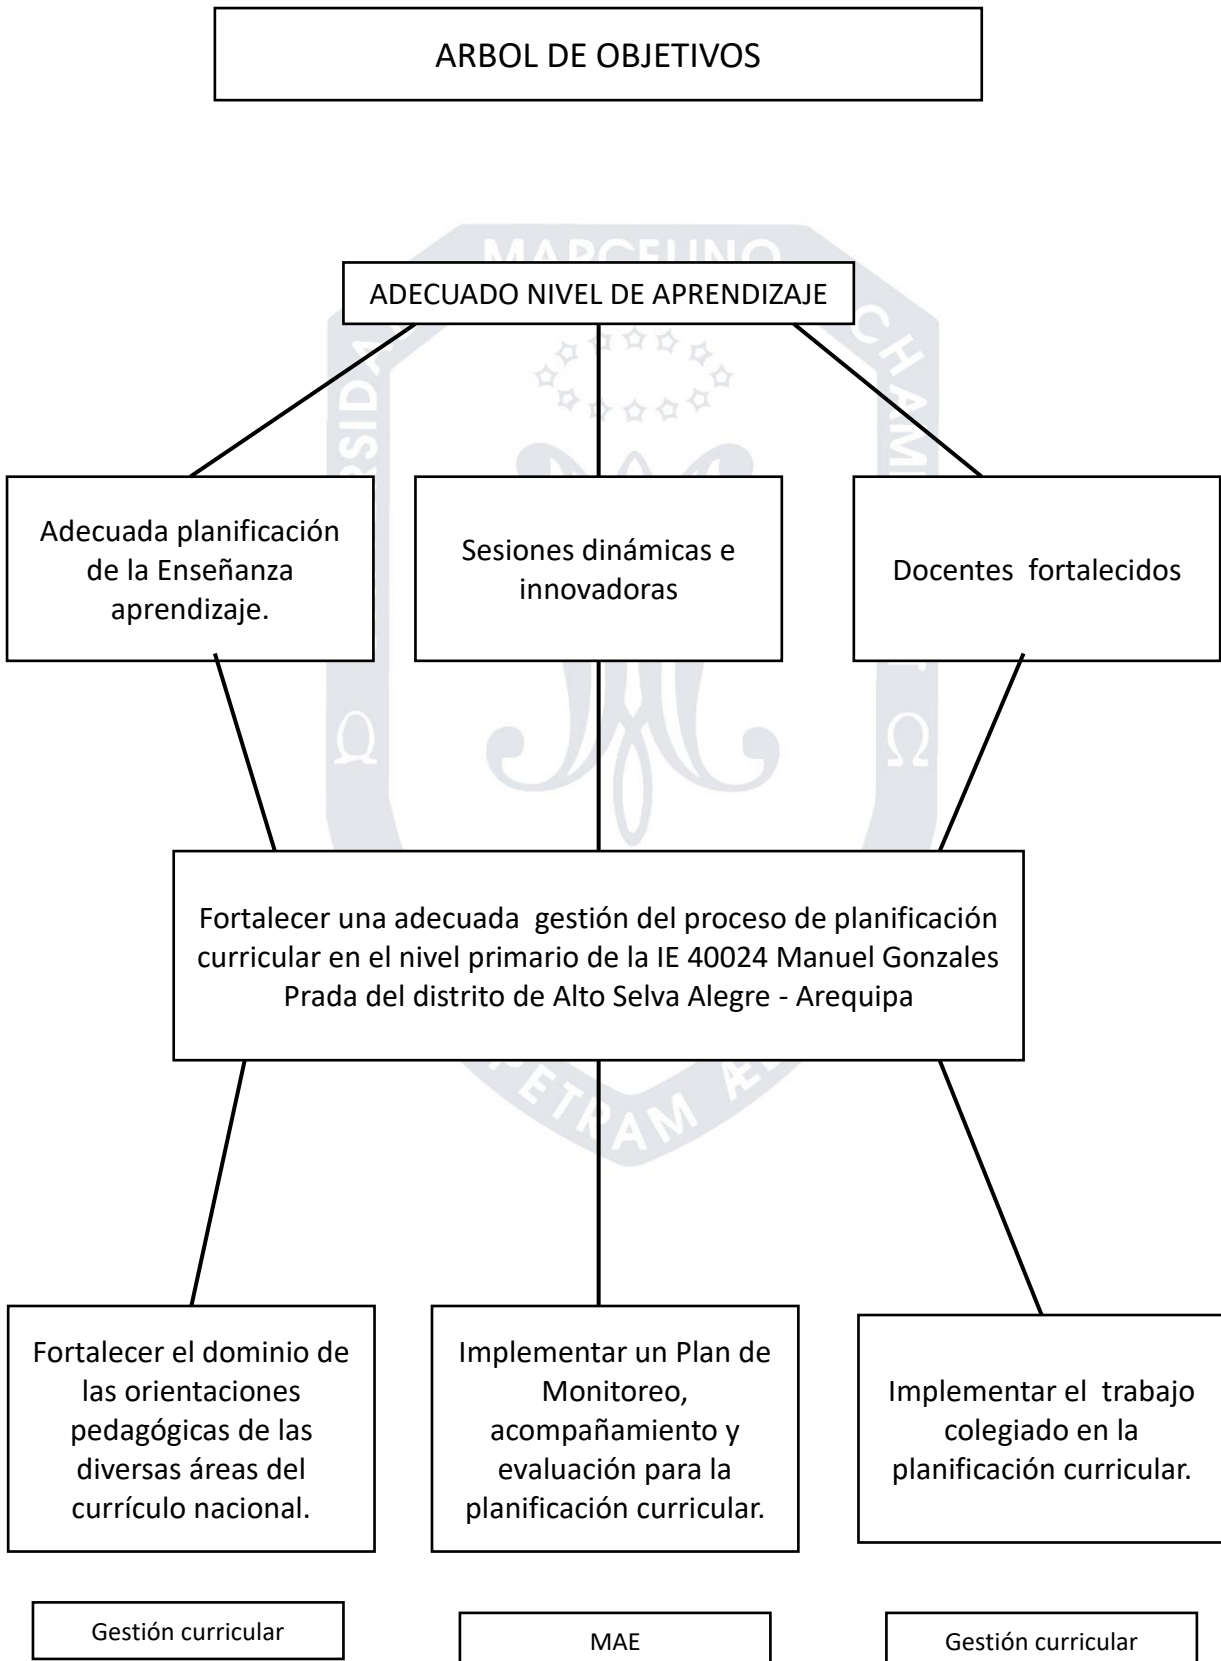 ARBOL DE OBJETIVOS
MARCELINO
CHAM
RSIDA
ADECUADO NIVEL DE APRENDIZAJE
Adecuada planificación
de la Enseñanza
aprendizaje.
Sesiones dinámicas e
innovadoras
Docentes  fortalecidos
Ω
Fortalecer una adecuada  gestión del proceso de planificación
curricular en el nivel primario de la IE 40024 Manuel Gonzales
Prada del distrito de Alto Selva Alegre - Arequipa
PETRAM
Fortalecer el dominio de
las orientaciones
pedagógicas de las
diversas áreas del
currículo nacional.
Implementar un Plan de
Monitoreo,
acompañamiento y
evaluación para la
planificación curricular.
Implementar el  trabajo
colegiado en la
planificación curricular.
Gestión curricular
MAE
Gestión curricular